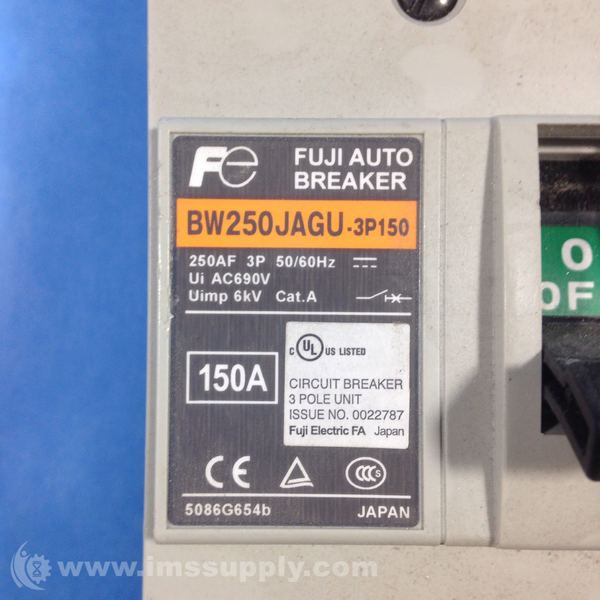 Fe FUJI AUTO
BREAKER
BW250JAGU-3P150
250AF 3P 50/60Hz
Ui AC690V
Uimp 6kV Cat.A
150A
C UL US LISTED
CIRCUIT BREAKER
3 POLE UNIT
ISSUE NO. 0022787
Fuji Electric FA Japan
CE CCC S
5086G654b JAPAN
O
OF
www.imssupply.com